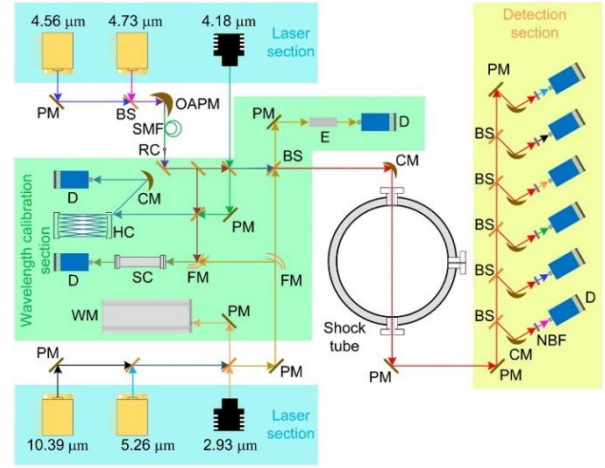 4.56 μm 4.73 μm 4.18 μm
Laser
section
Detection
section
PM
BS
OAPM
SMF
RC
PM
E
D
BS
CM
PM
BS
BS
BS
BS
BS
D
NBF
CM
PM
Wavelength calibration
section
D
CM
HC
PM
D
SC
FM
FM
WM
PM
Shock
tube
PM
PM
PM
10.39 μm 5.26 μm 2.93 μm
Laser
section